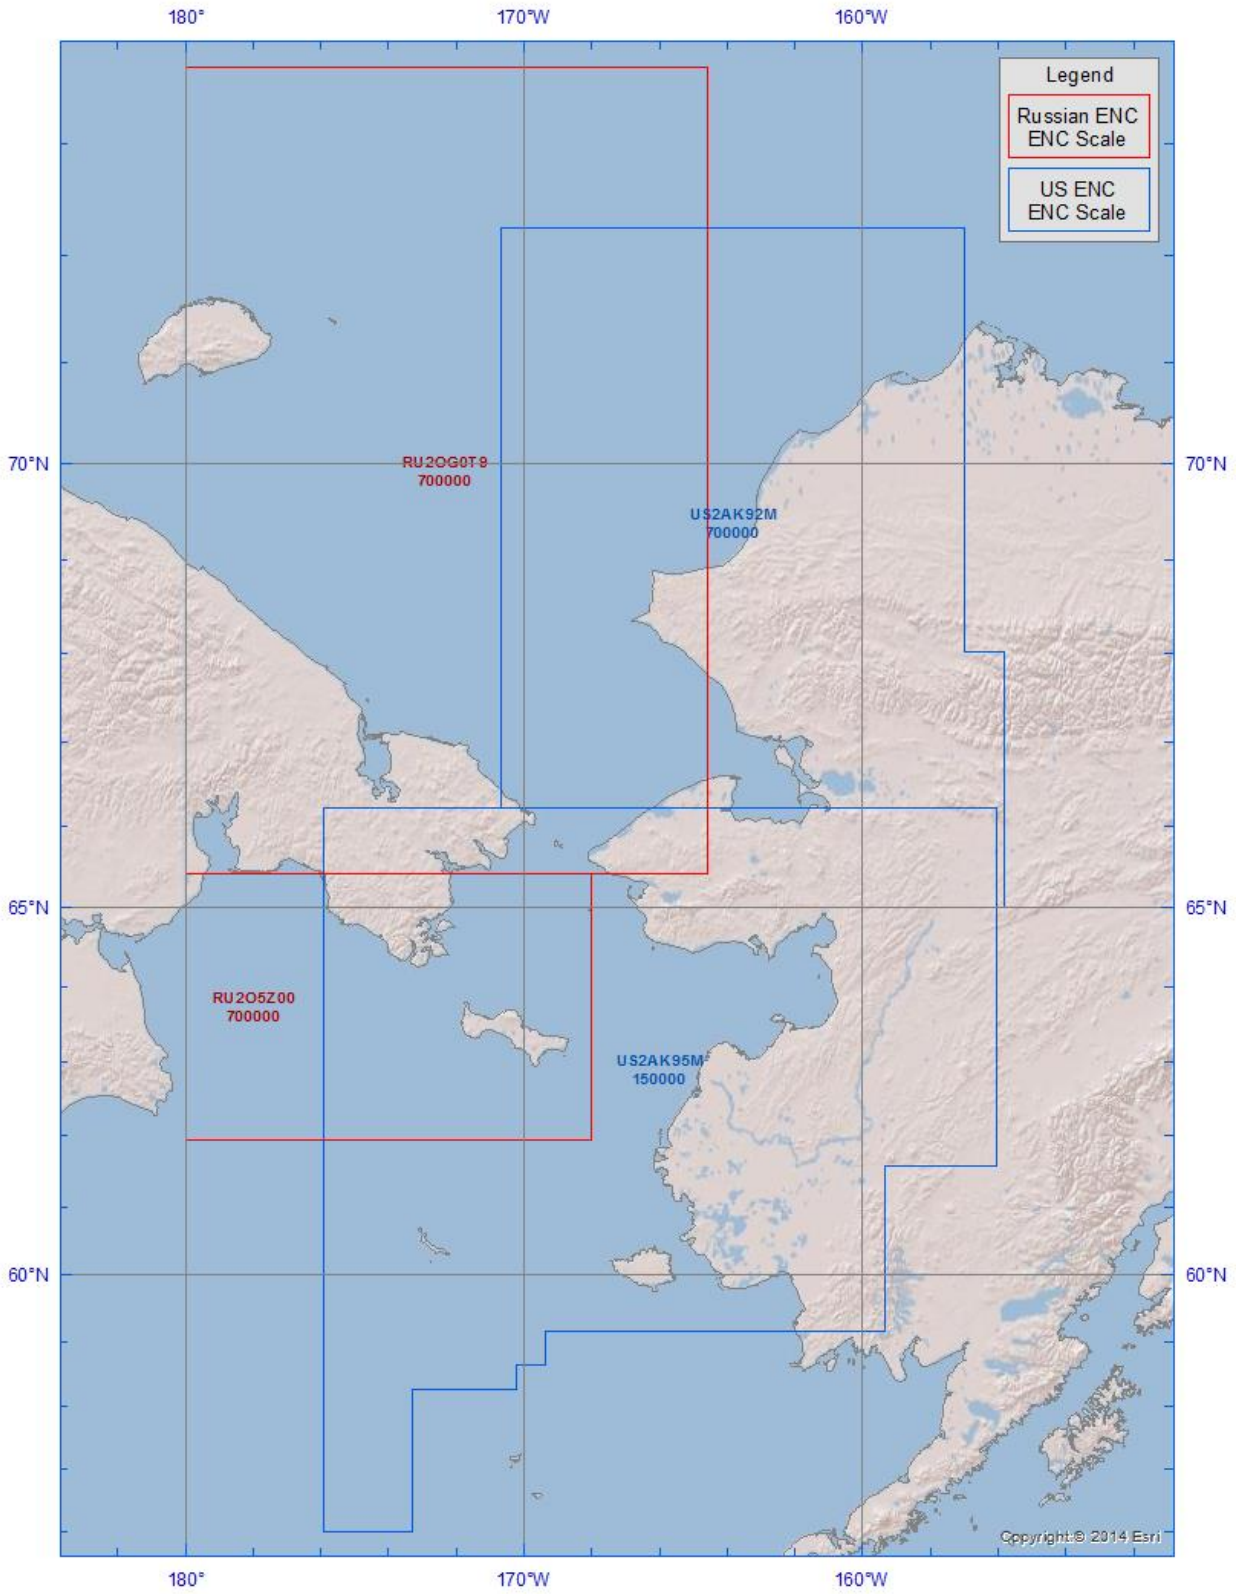 180°
170°W
160°W
Legend
Russian ENC
ENC Scale
US ENC
ENC Scale
70°N
RU2OG0T9
700000
70°N
US2AK92M
700000
65°N
65°N
RU2O5Z00
700000
US2AK95M
150000
60°N
60°N
Copyright:© 2014 Esri
180°
170°W
160°W